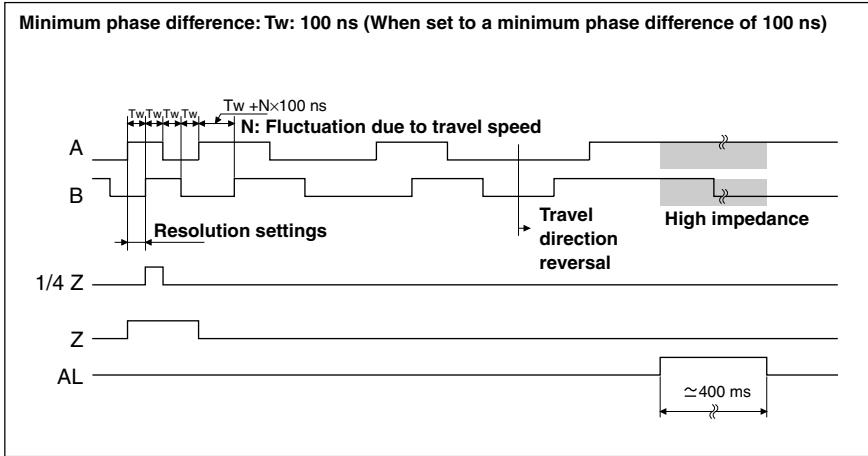 Minimum phase difference: Tw: 100 ns (When set to a minimum phase difference of 100 ns)
Tw Tw Tw Tw
Tw +N×100 ns
N: Fluctuation due to travel speed
A
B
Resolution settings
Travel
direction
reversal
High impedance
1/4 Z
Z
AL
≃400 ms